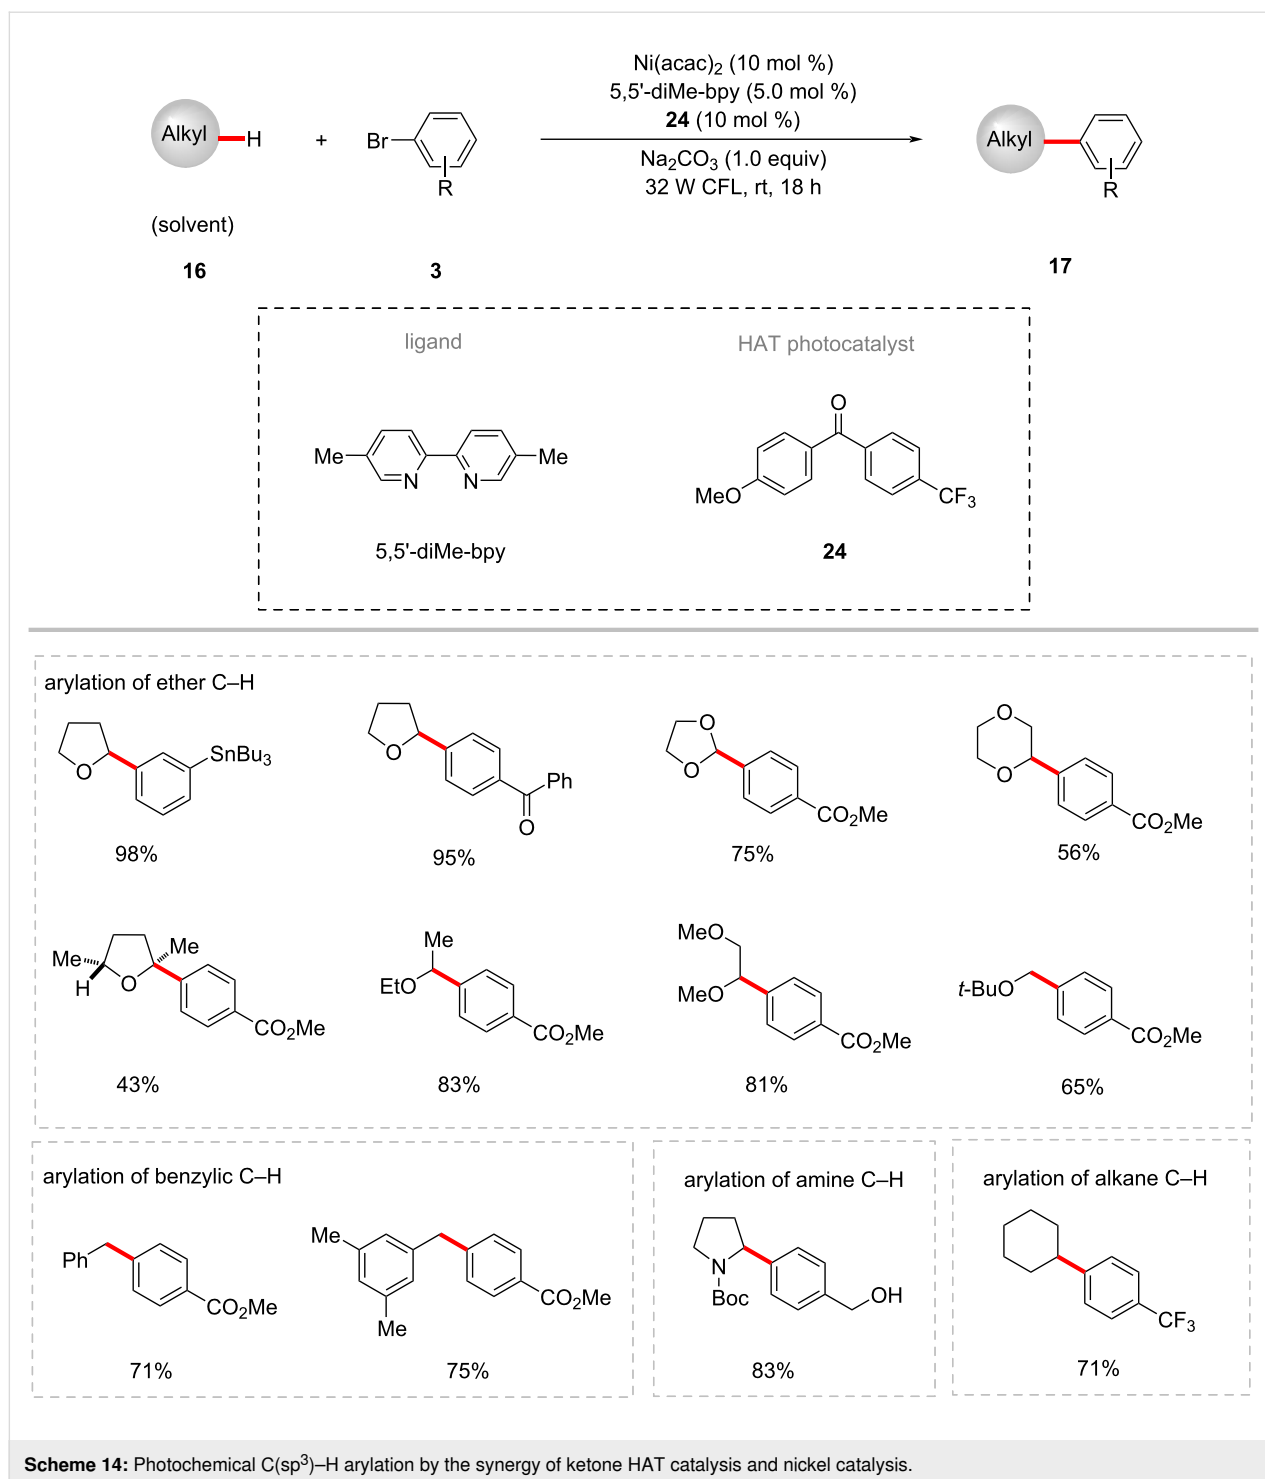 Ni(acac)2 (10 mol %)
5,5'-diMe-bpy (5.0 mol %)
24 (10 mol %)
Alkyl H + Br R Alkyl R
Na2CO3 (1.0 equiv)
32 W CFL, rt, 18 h
(solvent)
16 3 17
ligand HAT photocatalyst
Me N N Me
O MeO CF3
5,5'-diMe-bpy 24
arylation of ether C–H
O SnBu3
O O Ph
O O CO2Me
O O CO2Me
98% 95% 75% 56%
Me H O Me CO2Me
Me EtO CO2Me
MeO MeO CO2Me
t-BuO CO2Me
43% 83% 81% 65%
arylation of benzylic C–H
Ph CO2Me
Me Me CO2Me
71% 75%
arylation of amine C–H
N Boc OH
83%
arylation of alkane C–H
CF3
71%
Scheme 14: Photochemical C(sp3)–H arylation by the synergy of ketone HAT catalysis and nickel catalysis.